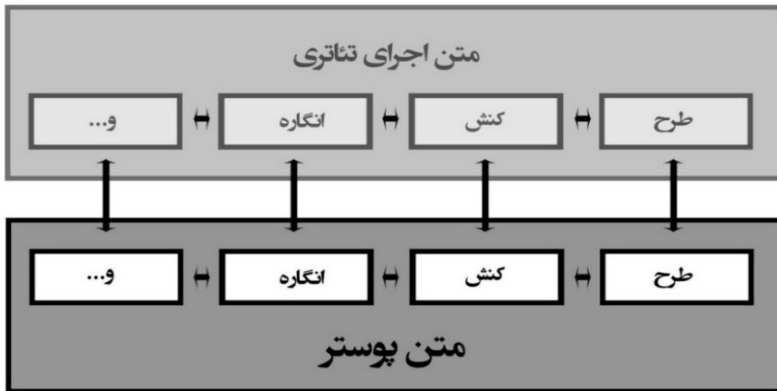 متن اجرای تئاتری
طرح کنش انگاره و...
طرح کنش انگاره و...
متن پوستر